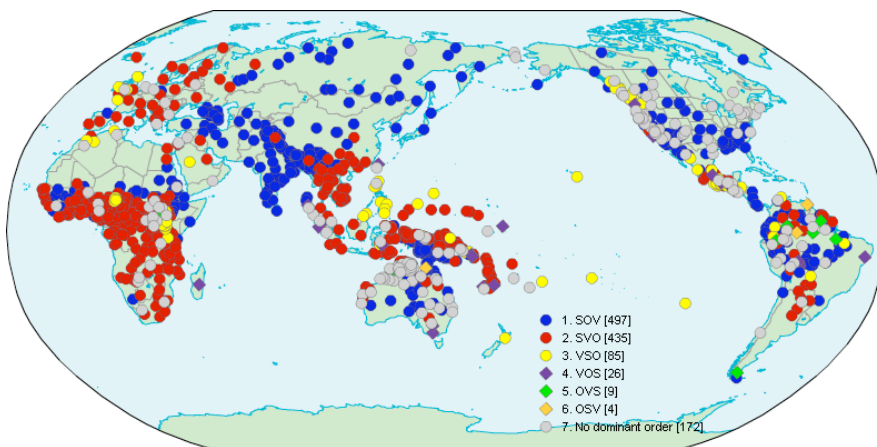 1. SOV [497]
2. SVO [435]
3. VSO [85]
4. VOS [26]
5. OVS [9]
6. OSV [4]
7. No dominant order [172]